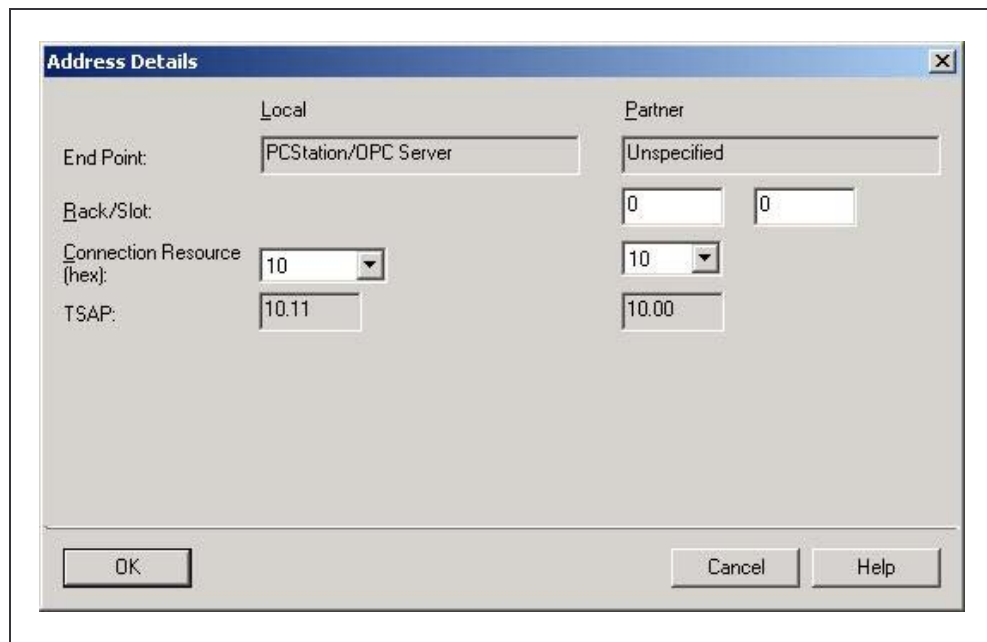 Address Details
Local Partner
End Point: PCStation/OPC Server Unspecified
Rack/Slot: 0 0
Connection Resource
(hex): 10 10
TSAP: 10.11 10.00
OK Cancel Help